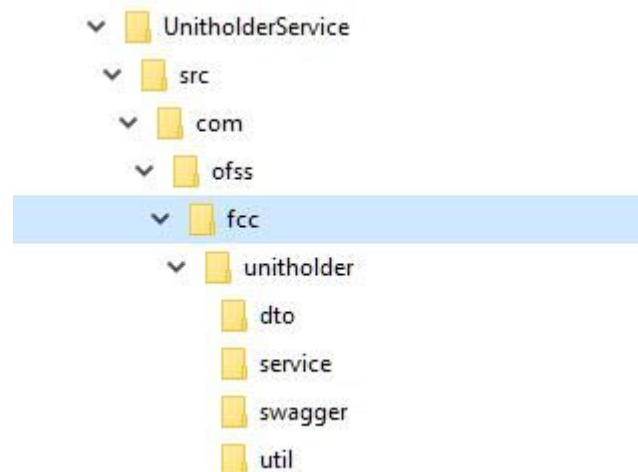 UnitholderService
src
com
ofss
fcc
unitholder
dto
service
swagger
util